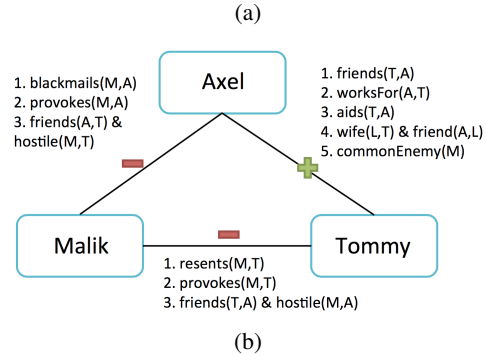 (a)
Axel
1. blackmails(M,A)
2. provokes(M,A)
3. friends(A,T) &
hostile(M,T)
1. friends(T,A)
2. worksFor(A,T)
3. aids(T,A)
4. wife(L,T) & friend(A,L)
5. commonEnemy(M)
Malik
Tommy
1. resents(M,T)
2. provokes(M,T)
3. friends(T,A) & hostile(M,A)
(b)